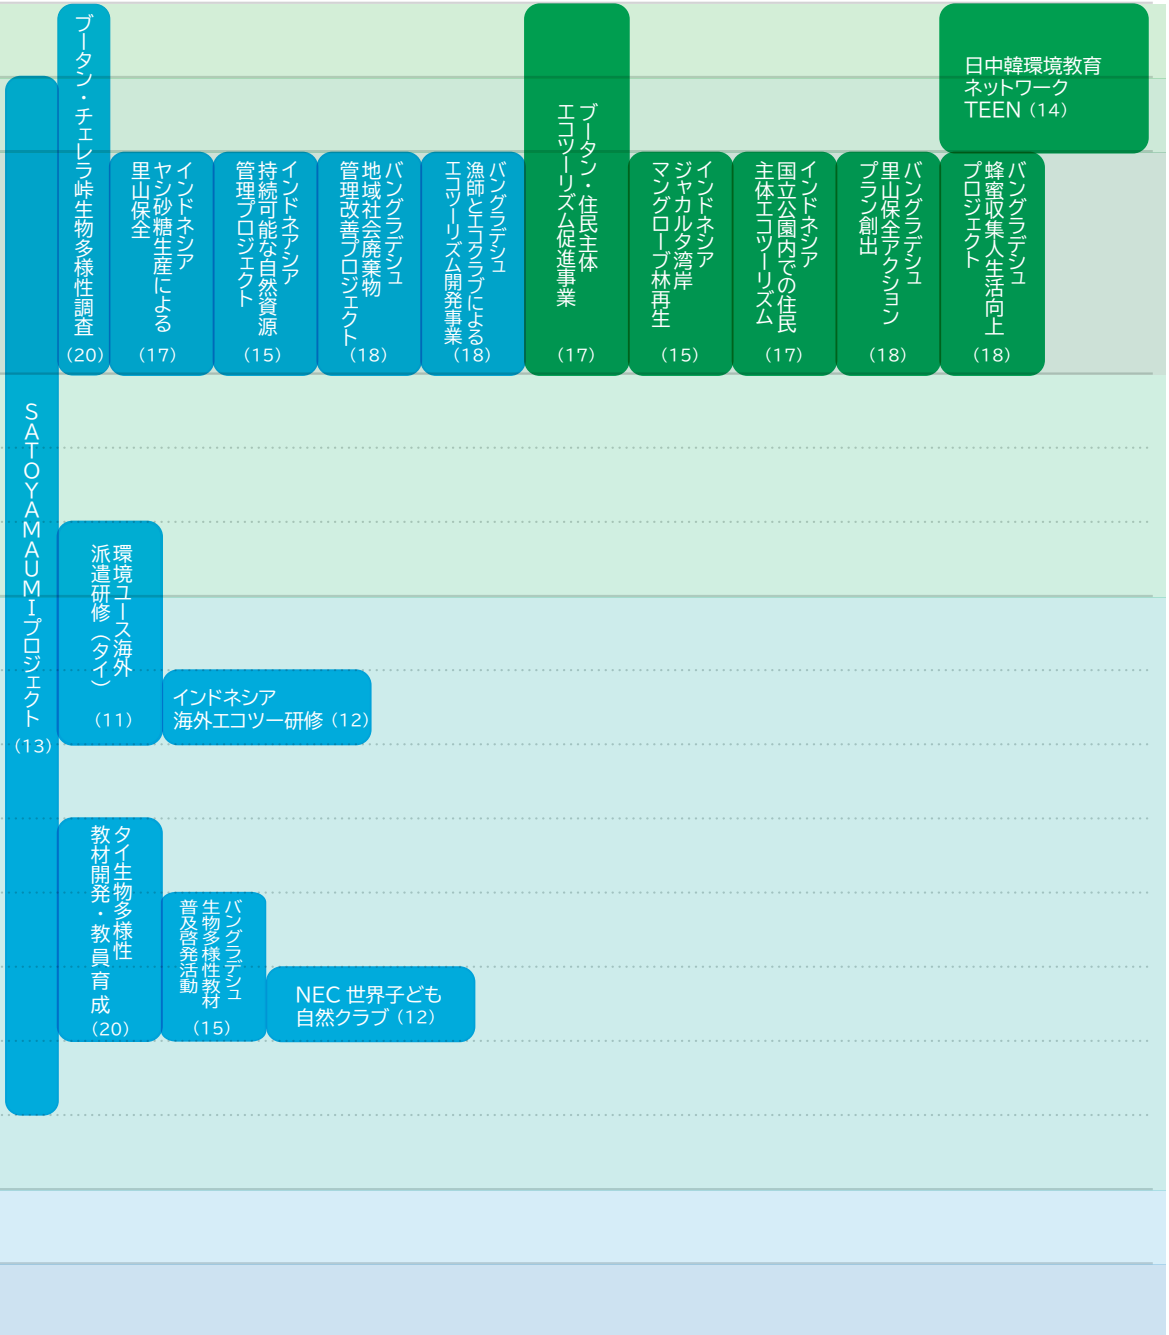 SATOYAMAUMIプロジェクト
（13）
ブータン・チェレラ峠生物多様性調査
（20）
インドネシア
ヤシ砂糖生産による
里山保全
（17）
インドネアシア
持続可能な自然資源
管理プロジェクト
（15）
バングラデシュ
地域社会廃棄物
管理改善プロジェクト
（18）
バングラデシュ
漁師とエコクラブによる
エコツーリズム開発事業
（18）
ブータン・住民主体
エコツーリズム促進事業
（17）
インドネシア
ジャカルタ湾岸
マングローブ林再生
（15）
インドネシア
国立公園内での住民
主体エコツーリズム
（17）
バングラデシュ
里山保全アクション
プラン創出
（18）
日中韓環境教育
ネットワーク
TEEN（14）
バングラデシュ
蜂蜜収集人生活向上
プロジェクト
（18）
環境ユース海外
派遣研修（タイ）
（11）
インドネシア
海外エコツー研修（12）
タイ生物多様性
教材開発・教員育成
（20）
バングラデシュ
生物多様性教材
普及啓発活動
（15）
NEC 世界子ども
自然クラブ（12）